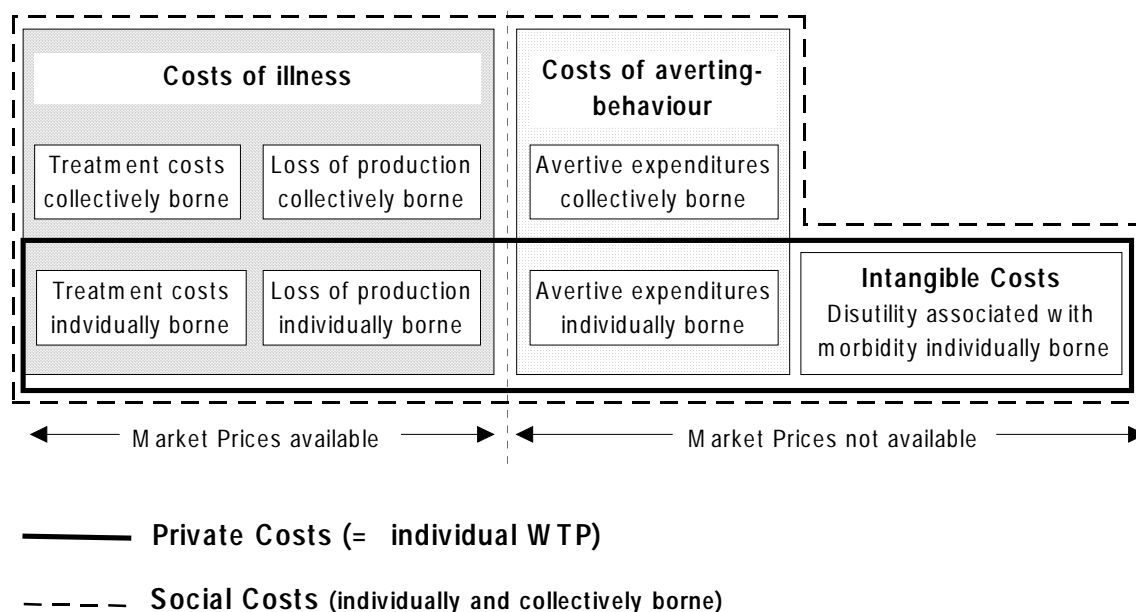 Costs of illness
Costs of averting-
behaviour
Treatment costs
collectively borne
Loss of production
collectively borne
Avertive expenditures
collectively borne
Treatment costs
indvidually borne
Loss of production
individually borne
Avertive expenditures
individually borne
Intangible Costs
Disutility associated with
morbidity individually borne
Market Prices available
Market Prices not available
Private Costs (= individual WTP)
Social Costs (individually and collectively borne)